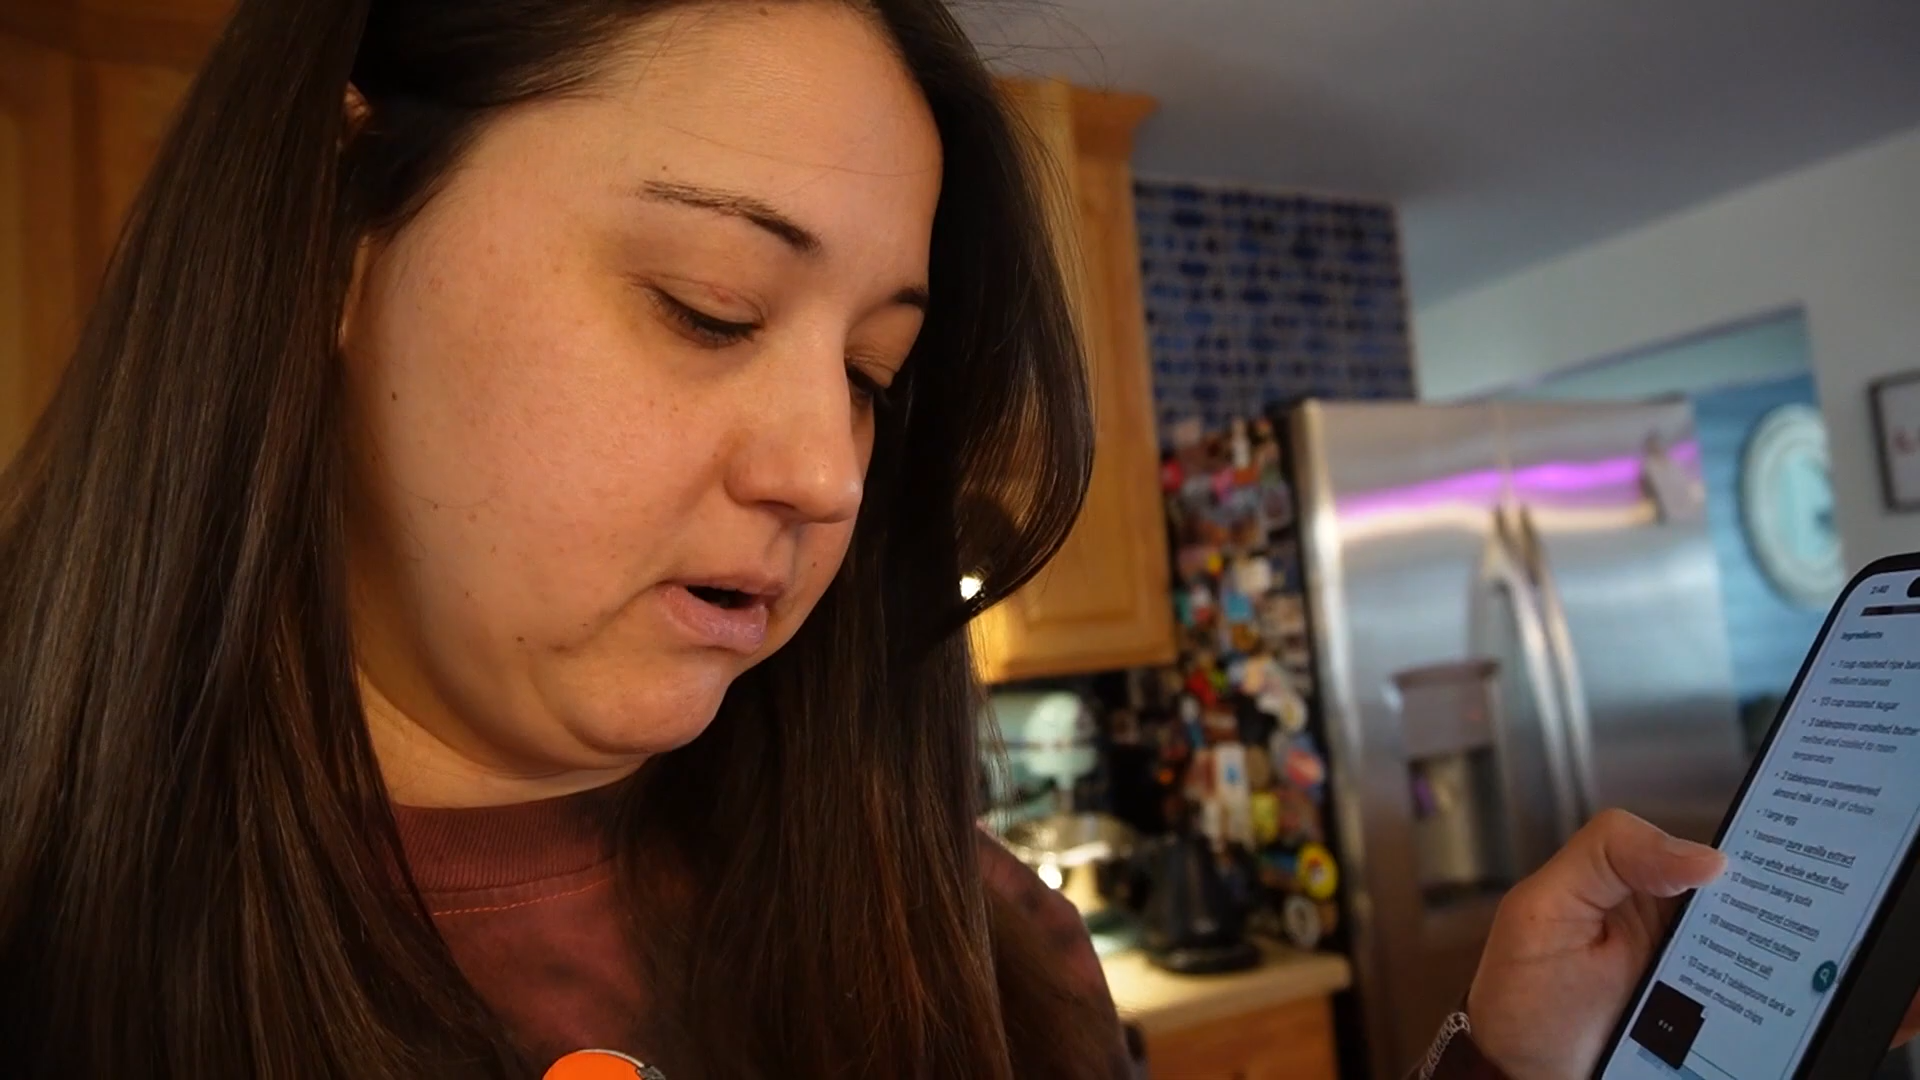 Ingredients
• 1 cup mashed ripe
medium bananas
• 1/3 cup coconut sugar
• 3 tablespoons unsalted butter
melted and cooled to room
temperature
• 2 tablespoons unsweetened
almond milk or milk of choice
• 1 large egg
• 1 teaspoon pure vanilla extract
• 3/4 cup white whole wheat flour
• 1/2 teaspoon baking soda
• 1/2 teaspoon ground cinnamon
• 1/8 teaspoon ground nutmeg
• 1/4 teaspoon kosher salt
• 1/3 cup plus 2 tablespoons dark or
semi-sweet chocolate chips